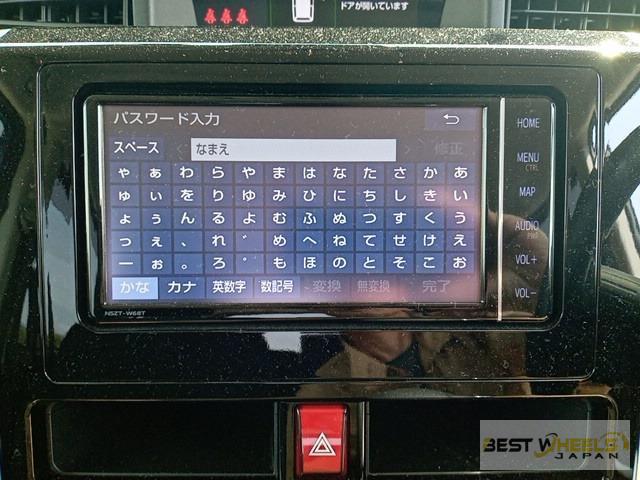 ドアが開いています
パスワード入力
スペース なまえ 修正
ゃ ぁ わ ら や ま は な た さ か あ
ゅ ぃ を り ゆ み ひ に ち し き い
ょ ぅ ん る よ む ふ ぬ つ す く う
っ ぇ 、 れ ゛ め へ ね て せ け え
ー ぉ 。 ろ ゜ も ほ の と そ こ お
かな カナ 英数字 数記号 変換 無変換 完了
NSZT-W68T
HOME
MENU
CTRL
MAP
AUDIO
PWR
VOL+
VOL-
BEST WHEELS
JAPAN